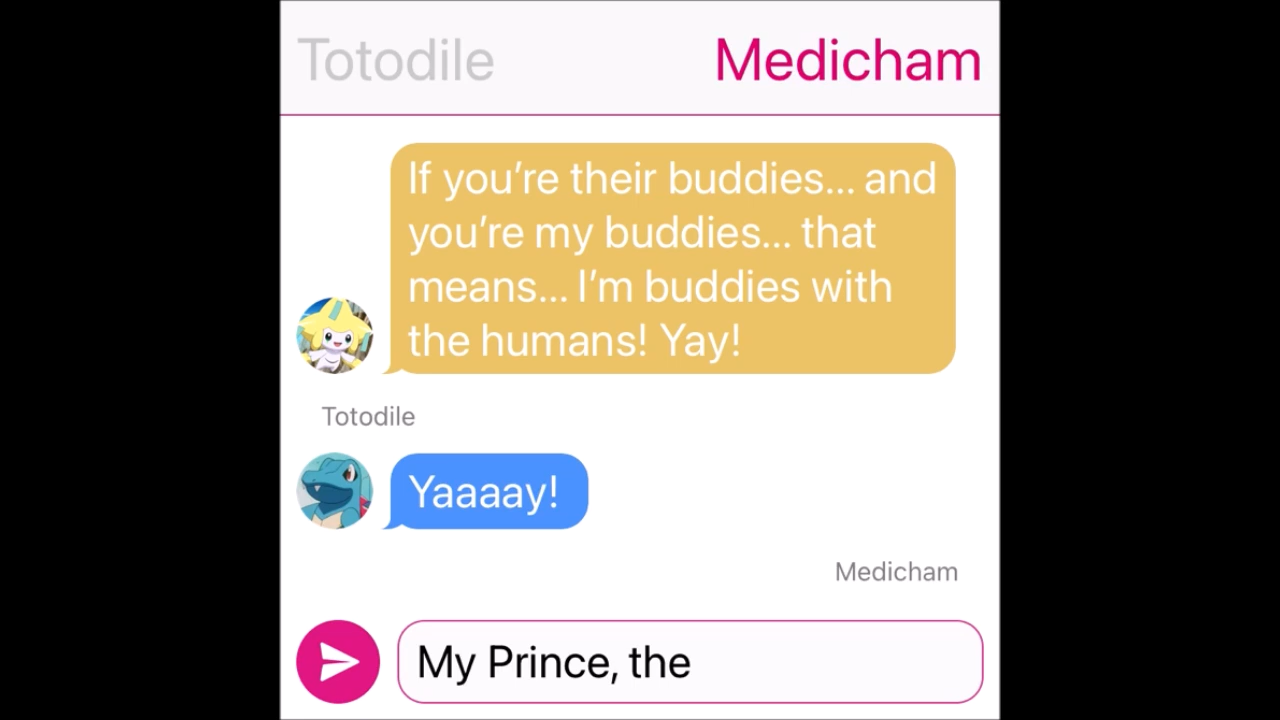 Totodile Medicham
If you’re their buddies... and
you’re my buddies... that
means... I’m buddies with
the humans! Yay!
Totodile
Yaaaay!
Medicham
My Prince, the